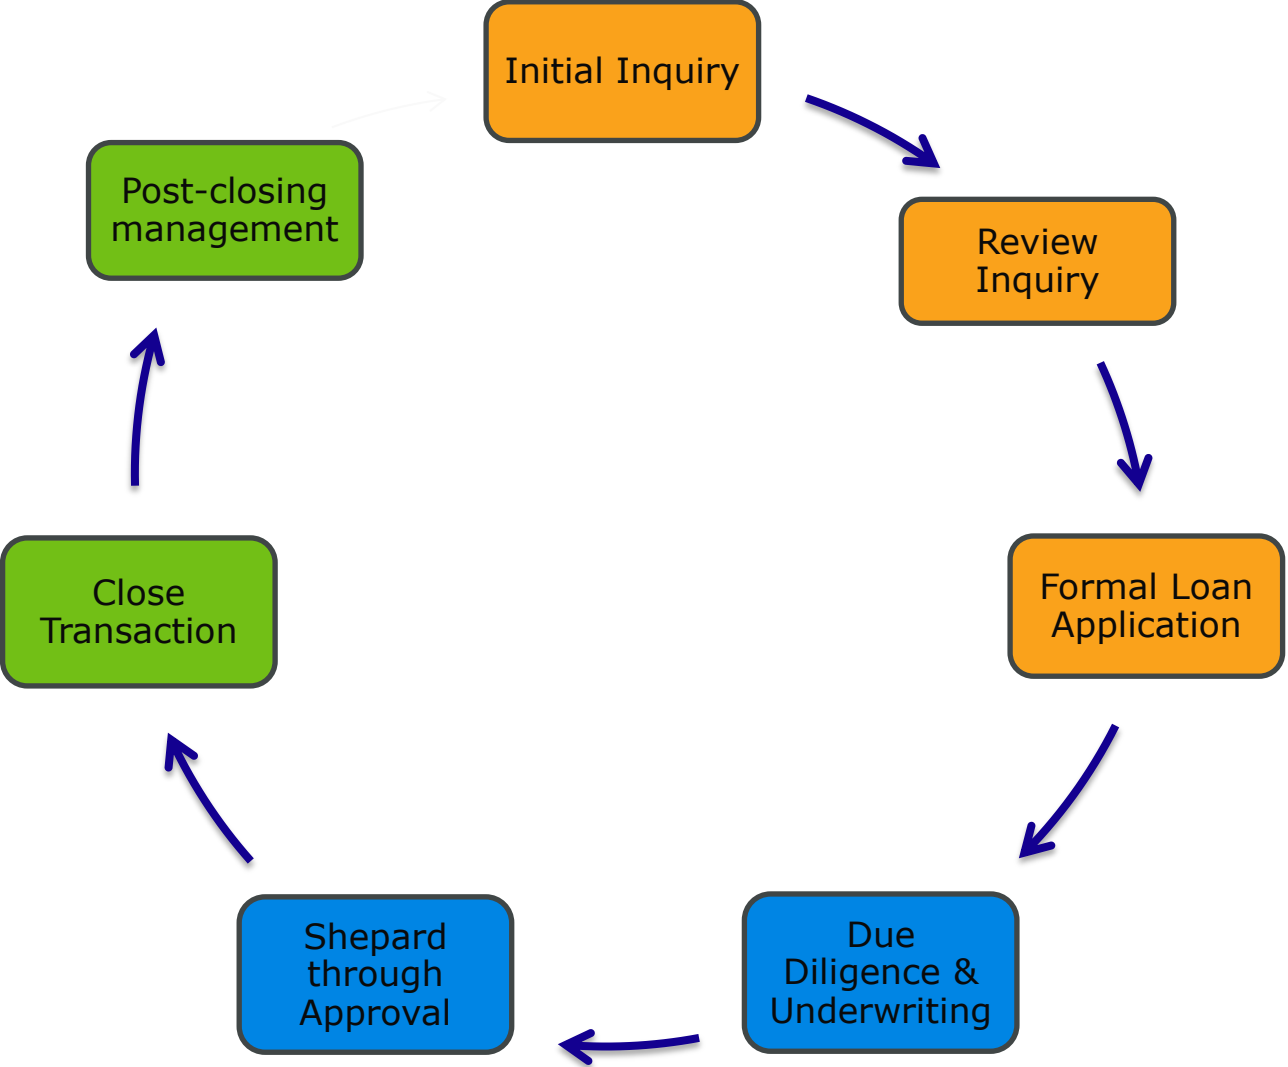 Initial Inquiry
Review
Inquiry
Formal Loan
Application
Due
Diligence &
Underwriting
Shepard
through
Approval
Close
Transaction
Post-closing
management